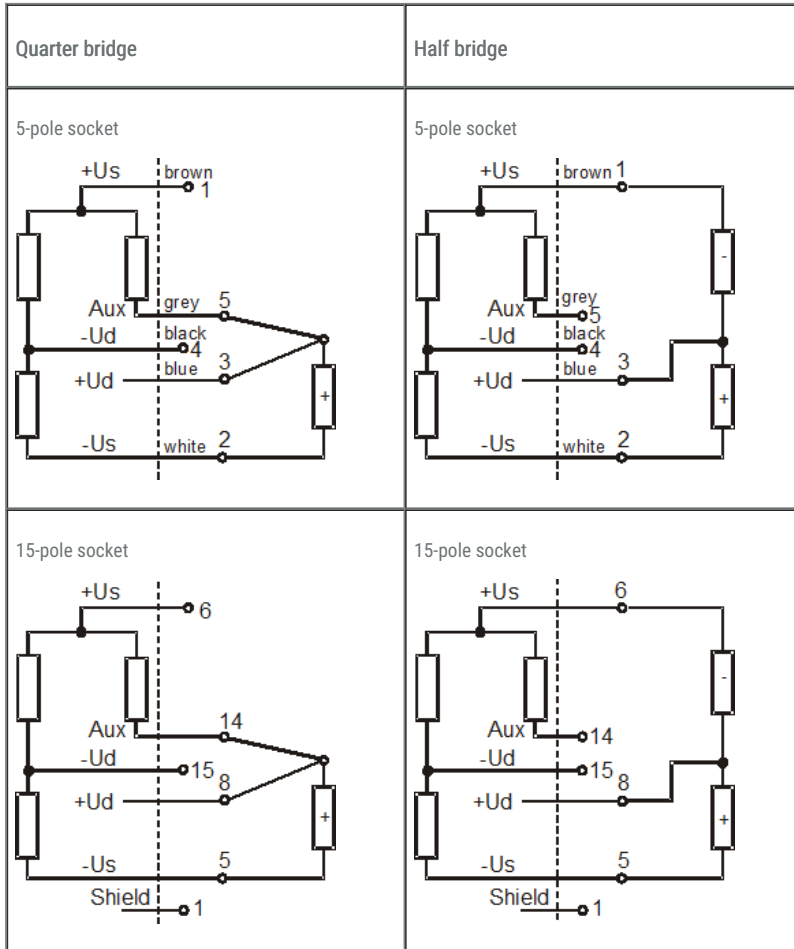 Quarter bridge
Half bridge
5-pole socket
+Us
brown
1
Aux
grey
5
-Ud
black
4
+Ud
blue
3
+
-Us
white
2
5-pole socket
+Us
brown
1
-
Aux
grey
5
-Ud
black
4
+Ud
blue
3
+
-Us
white
2
15-pole socket
+Us
6
Aux
14
-Ud
15
+Ud
8
+
-Us
5
Shield
1
15-pole socket
+Us
6
-
Aux
14
-Ud
15
+Ud
8
+
-Us
5
Shield
1